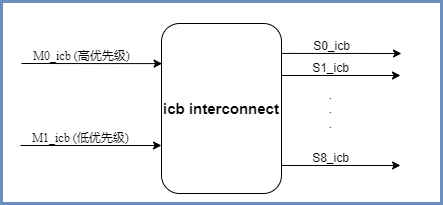 M0_icb (高优先级)
S0_icb
S1_icb
icb interconnect
.
.
.
M1_icb (低优先级)
S8_icb